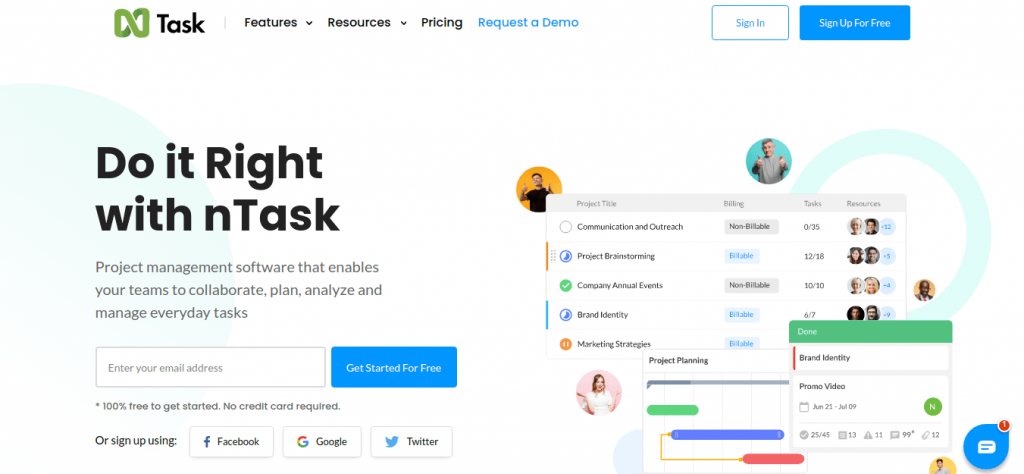 N Task
Features
Resources
Pricing
Request a Demo
Sign In
Sign Up For Free
Do it Right
with nTask
Project management software that enables
your teams to collaborate, plan, analyze and
manage everyday tasks
Enter your email address
Get Started For Free
* 100% free to get started. No credit card required.
Or sign up using:
Facebook
Google
Twitter
Project Title Billing Tasks Resources
Communication and Outreach Non-Billable 0/35 +12
Project Brainstorming Billable 12/18 +5
Company Annual Events Non-Billable 10/10 +4
Brand Identity Billable 6/7 +9
Marketing Strategies Billable
Project Planning
Done
Brand Identity
Promo Video
Jun 21 - Jul 09 N
25/45 13 11 99+ 12
1